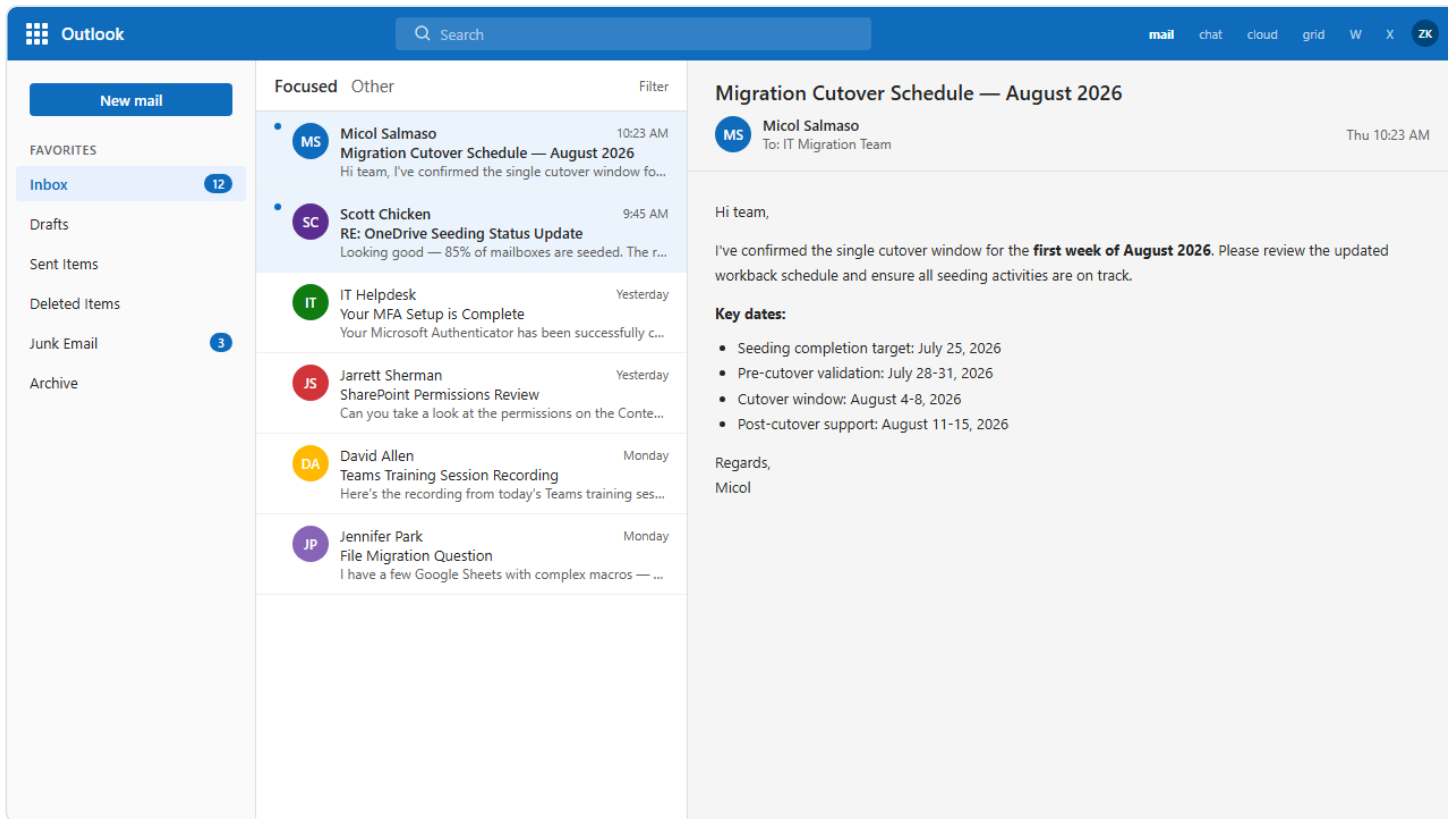 Outlook
Search
mail chat cloud grid W X ZK
New mail
FAVORITES
Inbox 12
Drafts
Sent Items
Deleted Items
Junk Email 3
Archive
Focused Other Filter
MS Micol Salmaso 10:23 AM
Migration Cutover Schedule — August 2026
Hi team, I've confirmed the single cutover window fo...
SC Scott Chicken 9:45 AM
RE: OneDrive Seeding Status Update
Looking good — 85% of mailboxes are seeded. The r...
IT IT Helpdesk Yesterday
Your MFA Setup is Complete
Your Microsoft Authenticator has been successfully c...
JS Jarrett Sherman Yesterday
SharePoint Permissions Review
Can you take a look at the permissions on the Conte...
DA David Allen Monday
Teams Training Session Recording
Here's the recording from today's Teams training ses...
JP Jennifer Park Monday
File Migration Question
I have a few Google Sheets with complex macros — ...
Migration Cutover Schedule — August 2026
MS Micol Salmaso
To: IT Migration Team
Thu 10:23 AM
Hi team,
I've confirmed the single cutover window for the first week of August 2026. Please review the updated
workback schedule and ensure all seeding activities are on track.
Key dates:
• Seeding completion target: July 25, 2026
• Pre-cutover validation: July 28-31, 2026
• Cutover window: August 4-8, 2026
• Post-cutover support: August 11-15, 2026
Regards,
Micol